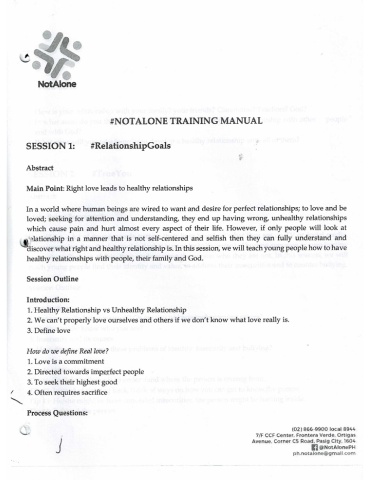 NotAlone
#NOTALONE TRAINING MANUAL
SESSION 1: #RelationshipGoals
Abstract
Main Point: Right love leads to healthy relationships
In a world where human beings are wired to want and desire for perfect relationships; to love and be
loved; seeking for attention and understanding, they end up having wrong, unhealthy relationships
which cause pain and hurt almost every aspect of their life. However, if only people will look at
relationship in a manner that is not self-centered and selfish then they can fully understand and
discover what right and healthy relationship is. In this session, we will teach young people how to have
healthy relationships with people, their family and God.
Session Outline
Introduction:
1. Healthy Relationship vs Unhealthy Relationship
2. We can't properly love ourselves and others if we don't know what love really is.
3. Define love
How do we define Real love?
1. Love is a commitment
2. Directed towards imperfect people
3. To seek their highest good
4. Often requires sacrifice
Process Questions:
(02) 866-9900 local 8944
7/F CCF Center, Frontera Verde, Ortigas
Avenue, Corner C5 Road, Pasig City, 1604
@NotAlonePH
ph.notalone@gmail.com